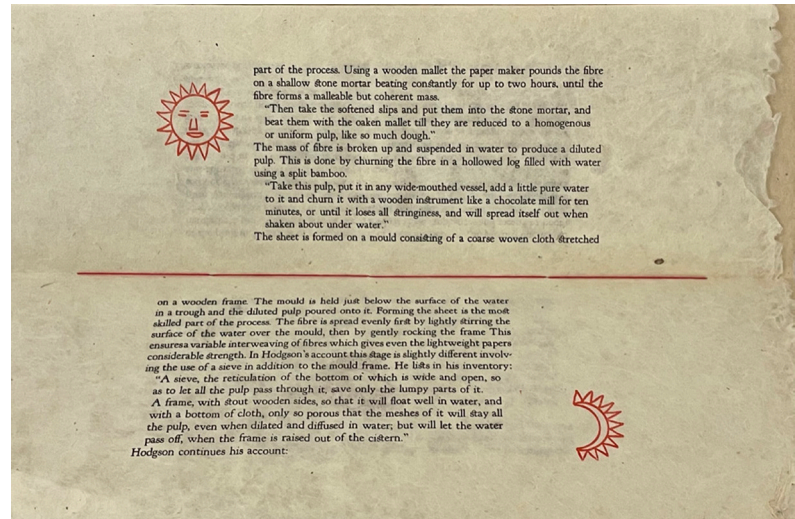 part of the process. Using a wooden mallet the paper maker pounds the fibre
on a shallow stone mortar beating constantly for up to two hours, until the
fibre forms a malleable but coherent mass.
"Then take the softened slips and put them into the stone mortar, and
beat them with the oaken mallet till they are reduced to a homogenous
or uniform pulp, like so much dough."
The mass of fibre is broken up and suspended in water to produce a diluted
pulp. This is done by churning the fibre in a hollowed log filled with water
using a split bamboo.
"Take this pulp, put it in any wide-mouthed vessel, add a little pure water
to it and churn it with a wooden instrument like a chocolate mill for ten
minutes, or until it loses all stringiness, and will spread itself out when
shaken about under water."
The sheet is formed on a mould consisting of a coarse woven cloth stretched
on a wooden frame. The mould is held just below the surface of the water
in a trough and the diluted pulp poured onto it. Forming the sheet is the most
skilled part of the process. The fibre is spread evenly first by lightly stirring the
surface of the water over the mould, then by gently rocking the frame This
ensuresa variable interweaving of fibres which gives even the lightweight papers
considerable strength. In Hodgson's account this stage is slightly different involv-
ing the use of a sieve in addition to the mould frame. He lists in his inventory:
"A sieve, the reticulation of the bottom of which is wide and open, so
as to let all the pulp pass through it, save only the lumpy parts of it.
A frame, with stout wooden sides, so that it will float well in water, and
with a bottom of cloth, only so porous that the meshes of it will stay all
the pulp, even when dilated and diffused in water; but will let the water
pass off, when the frame is raised out of the cistern."
Hodgson continues his account: